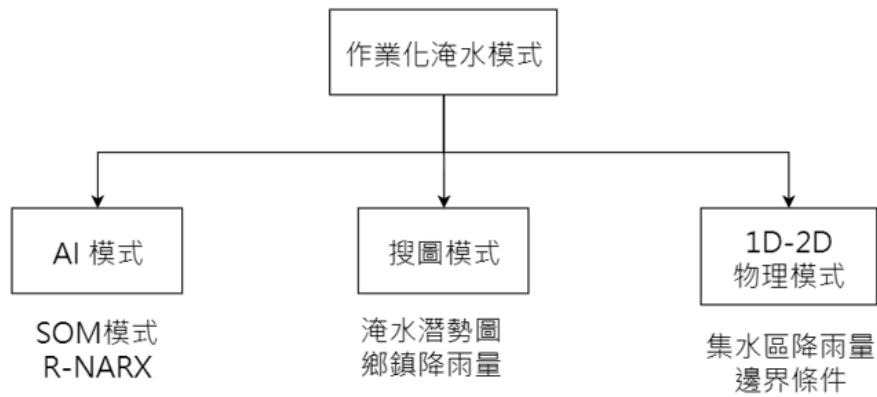 作業化淹水模式
AI 模式
SOM模式
R-NARX
搜圖模式
淹水潛勢圖
鄉鎮降雨量
1D-2D
物理模式
集水區降雨量
邊界條件